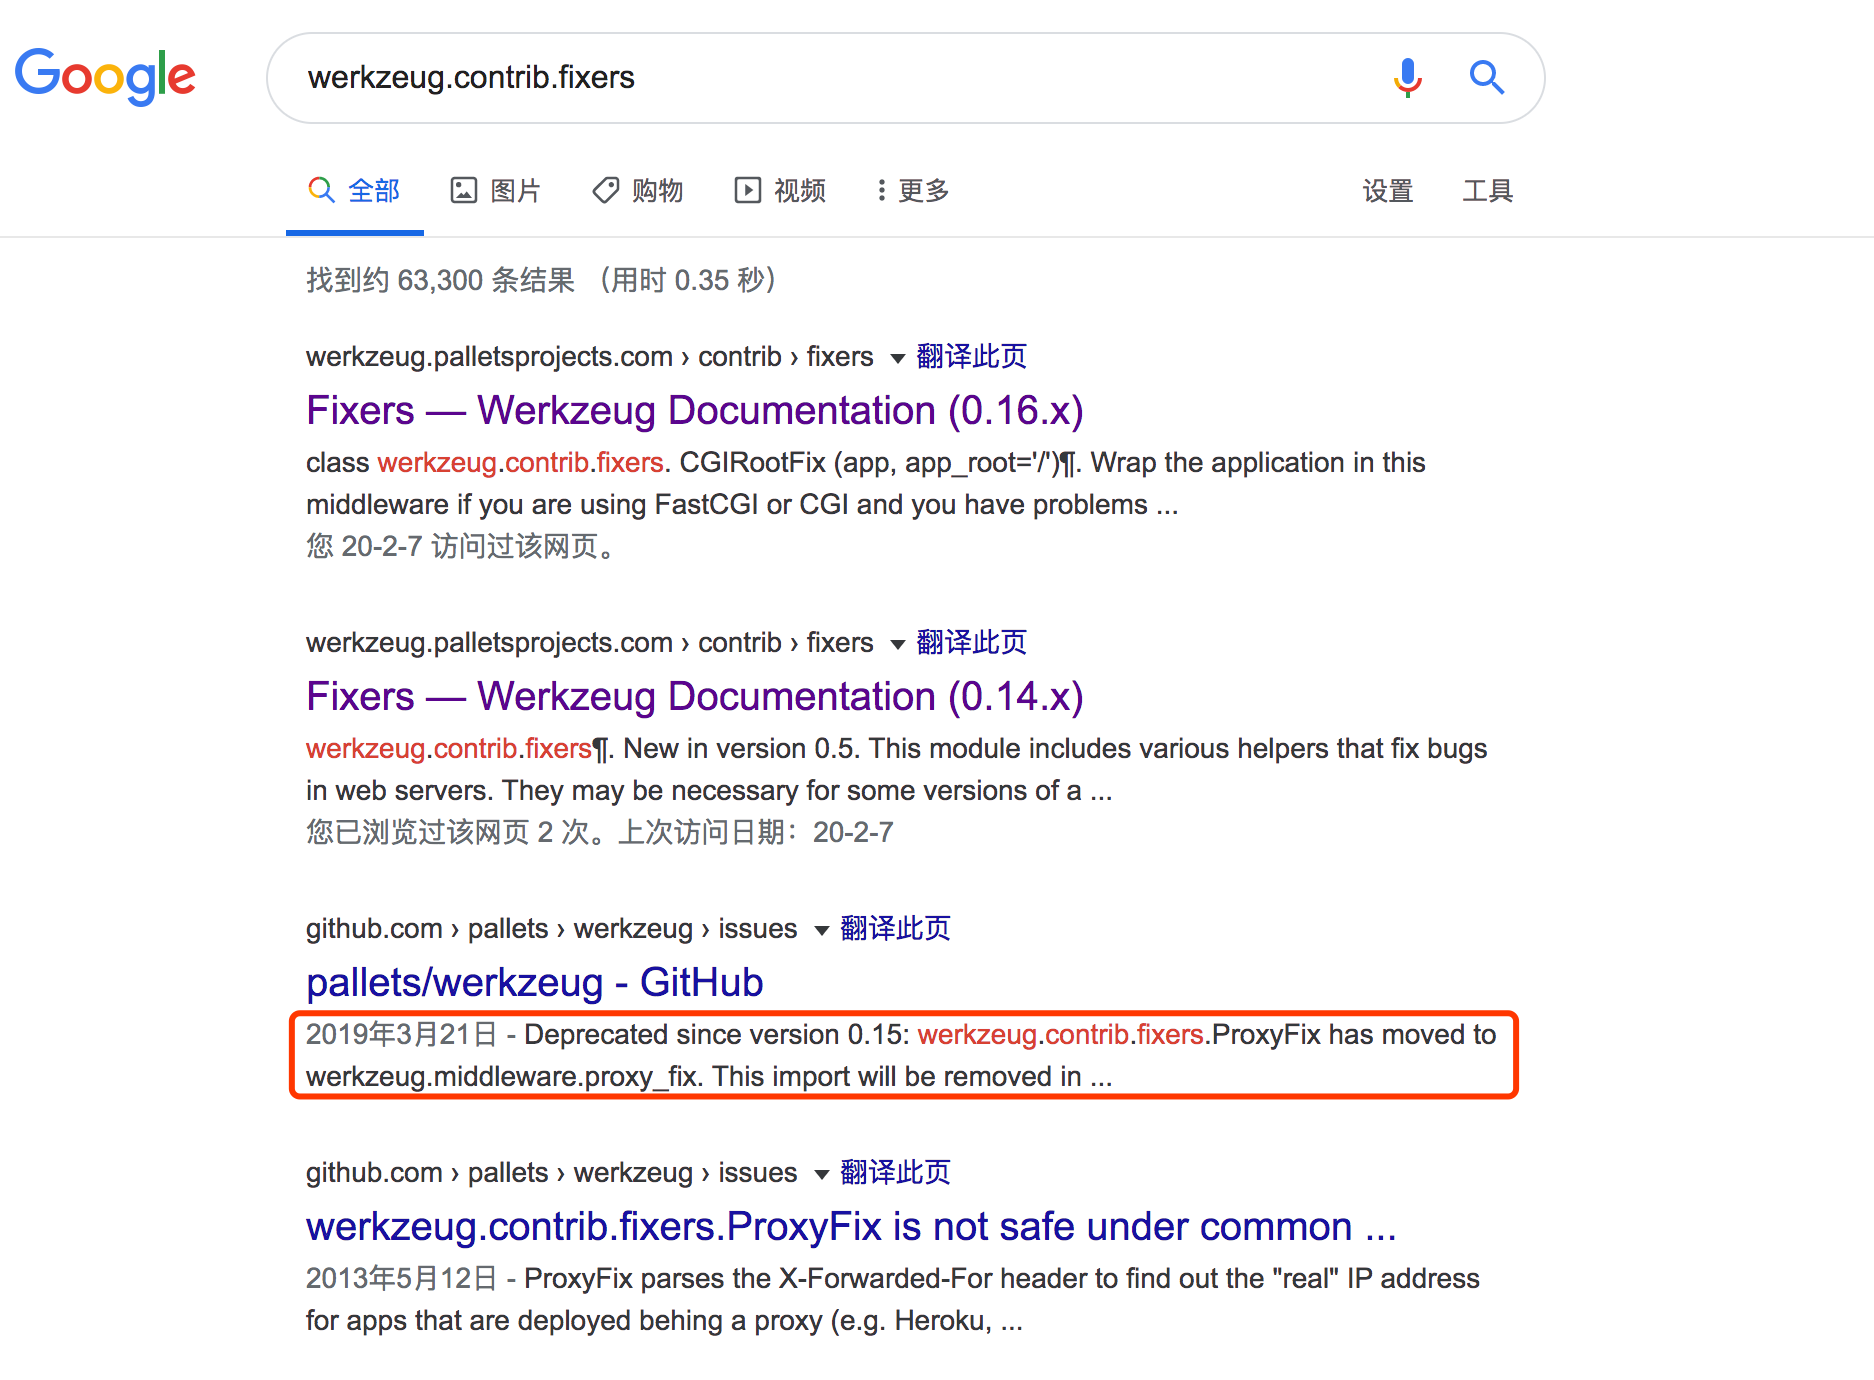 Google
werkzeug.contrib.fixers
全部 图片 购物 视频 更多 设置 工具
找到约 63,300 条结果 （用时 0.35 秒）
werkzeug.palletsprojects.com › contrib › fixers ▼ 翻译此页
Fixers — Werkzeug Documentation (0.16.x)
class werkzeug.contrib.fixers. CGIRootFix (app, app_root='/')¶. Wrap the application in this
middleware if you are using FastCGI or CGI and you have problems ...
您 20-2-7 访问过该网页。
werkzeug.palletsprojects.com › contrib › fixers ▼ 翻译此页
Fixers — Werkzeug Documentation (0.14.x)
werkzeug.contrib.fixers¶. New in version 0.5. This module includes various helpers that fix bugs
in web servers. They may be necessary for some versions of a ...
您已浏览过该网页 2 次。上次访问日期：20-2-7
github.com › pallets › werkzeug › issues ▼ 翻译此页
pallets/werkzeug - GitHub
2019年3月21日 - Deprecated since version 0.15: werkzeug.contrib.fixers.ProxyFix has moved to
werkzeug.middleware.proxy_fix. This import will be removed in ...
github.com › pallets › werkzeug › issues ▼ 翻译此页
werkzeug.contrib.fixers.ProxyFix is not safe under common ...
2013年5月12日 - ProxyFix parses the X-Forwarded-For header to find out the "real" IP address
for apps that are deployed behing a proxy (e.g. Heroku, ...